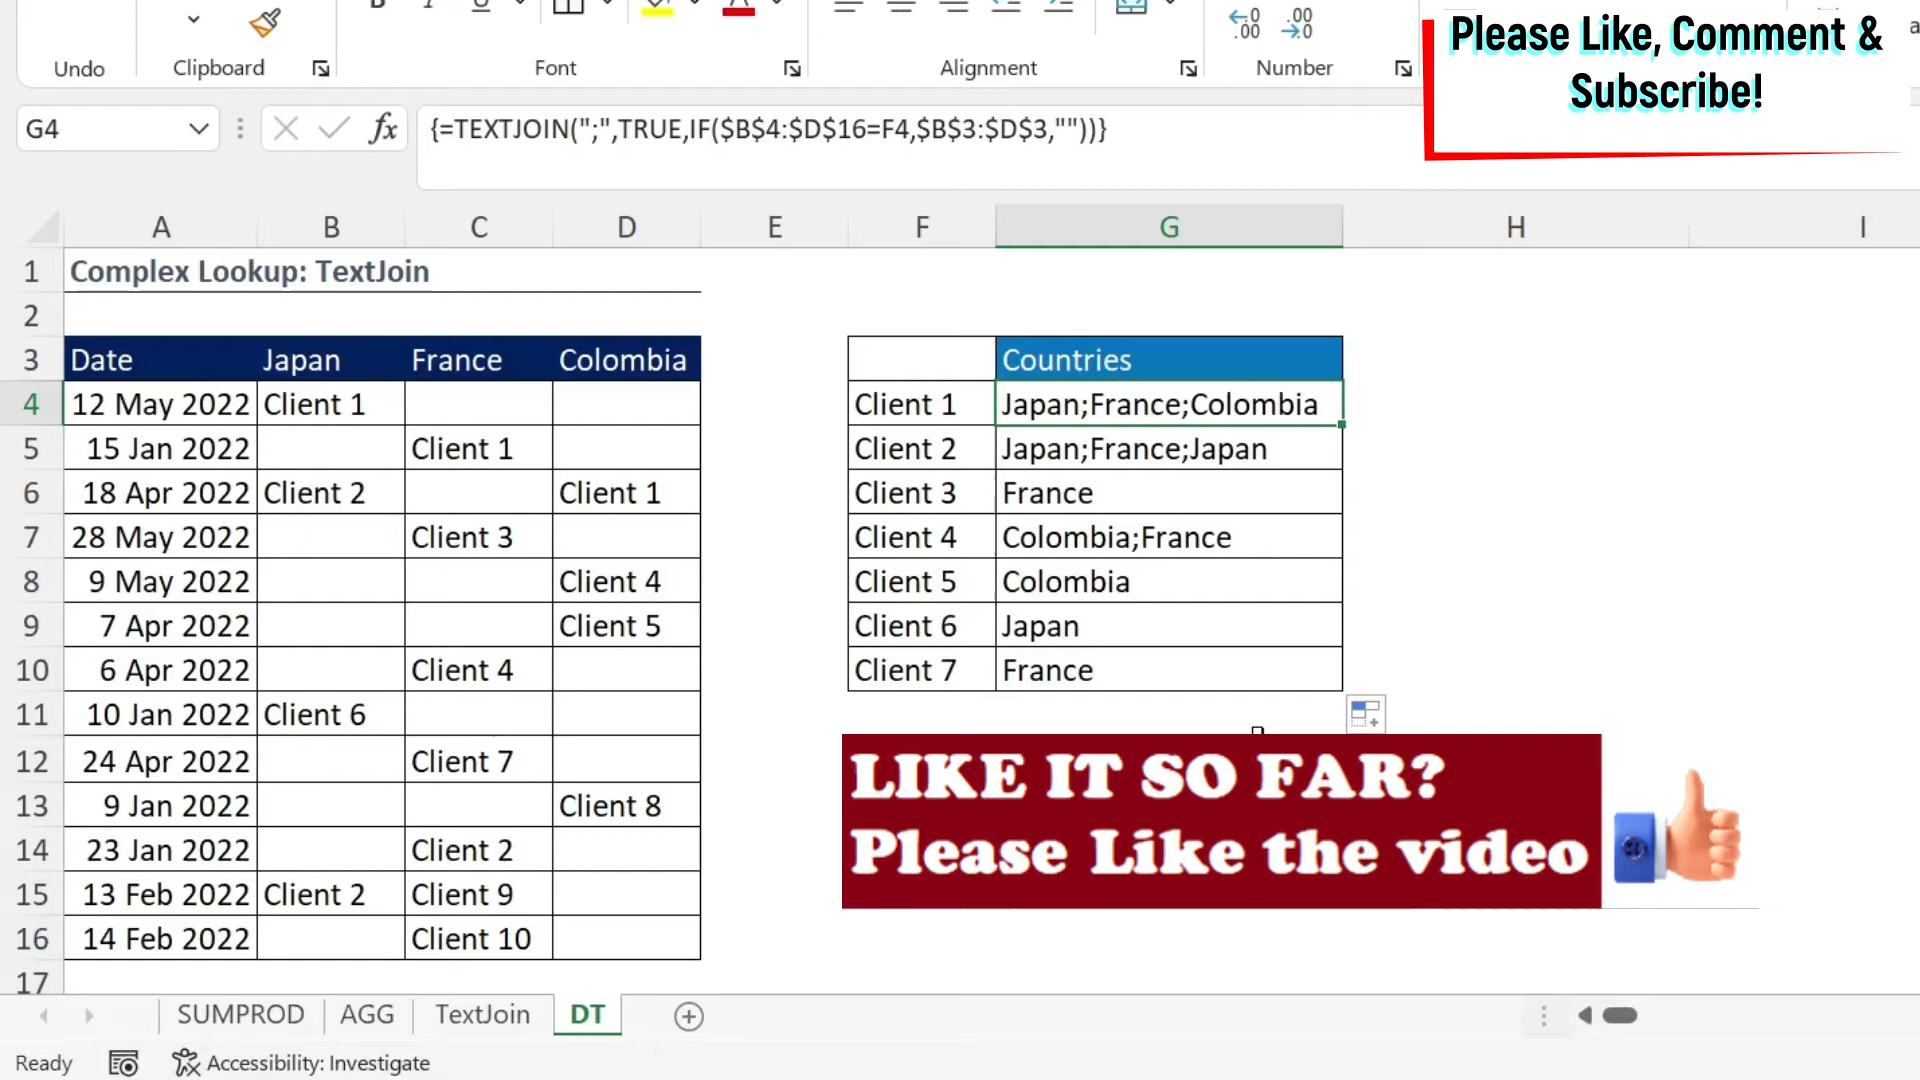 Please Like, Comment &
Subscribe!
Undo Clipboard Font Alignment Number
G4 fx {=TEXTJOIN(";",TRUE,IF($B$4:$D$16=F4,$B$3:$D$3,""))}
A B C D E F G H I
1 Complex Lookup: TextJoin
2
3 Date Japan France Colombia Countries
4 12 May 2022 Client 1 Client 1 Japan;France;Colombia
5 15 Jan 2022 Client 1 Client 2 Japan;France;Japan
6 18 Apr 2022 Client 2 Client 1 Client 3 France
7 28 May 2022 Client 3 Client 4 Colombia;France
8 9 May 2022 Client 4 Client 5 Colombia
9 7 Apr 2022 Client 5 Client 6 Japan
10 6 Apr 2022 Client 4 Client 7 France
11 10 Jan 2022 Client 6
12 24 Apr 2022 Client 7
13 9 Jan 2022 Client 8
14 23 Jan 2022 Client 2
15 13 Feb 2022 Client 2 Client 9
16 14 Feb 2022 Client 10
17
LIKE IT SO FAR?
Please Like the video
SUMPROD AGG TextJoin DT
Ready Accessibility: Investigate